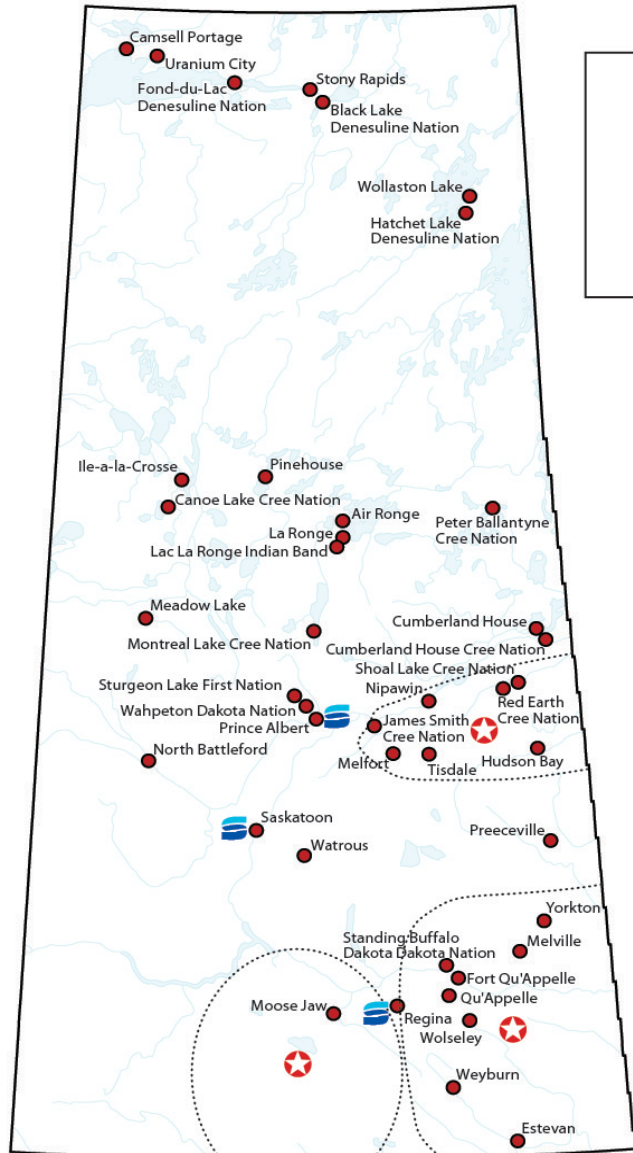 Camsell Portage
Uranium City
Fond-du-Lac
Denesuline Nation
Stony Rapids
Black Lake
Denesuline Nation
Wollaston Lake
Hatchet Lake
Denesuline Nation
Ile-a-la-Crosse
Pinehouse
Canoe Lake Cree Nation
Air Ronge
La Ronge
Lac La Ronge Indian Band
Peter Ballantyne
Cree Nation
Meadow Lake
Montreal Lake Cree Nation
Cumberland House
Cumberland House Cree Nation
Shoal Lake Cree Nation
Sturgeon Lake First Nation
Nipawin
Red Earth
Cree Nation
Wahpeton Dakota Nation
Prince Albert
James Smith
Cree Nation
North Battleford
Melfort
Tisdale
Hudson Bay
Saskatoon
Watrous
Preeceville
Yorkton
Melville
Standing Buffalo
Dakota Dakota Nation
Fort Qu'Appelle
Qu'Appelle
Moose Jaw
Regina
Wolseley
Weyburn
Estevan